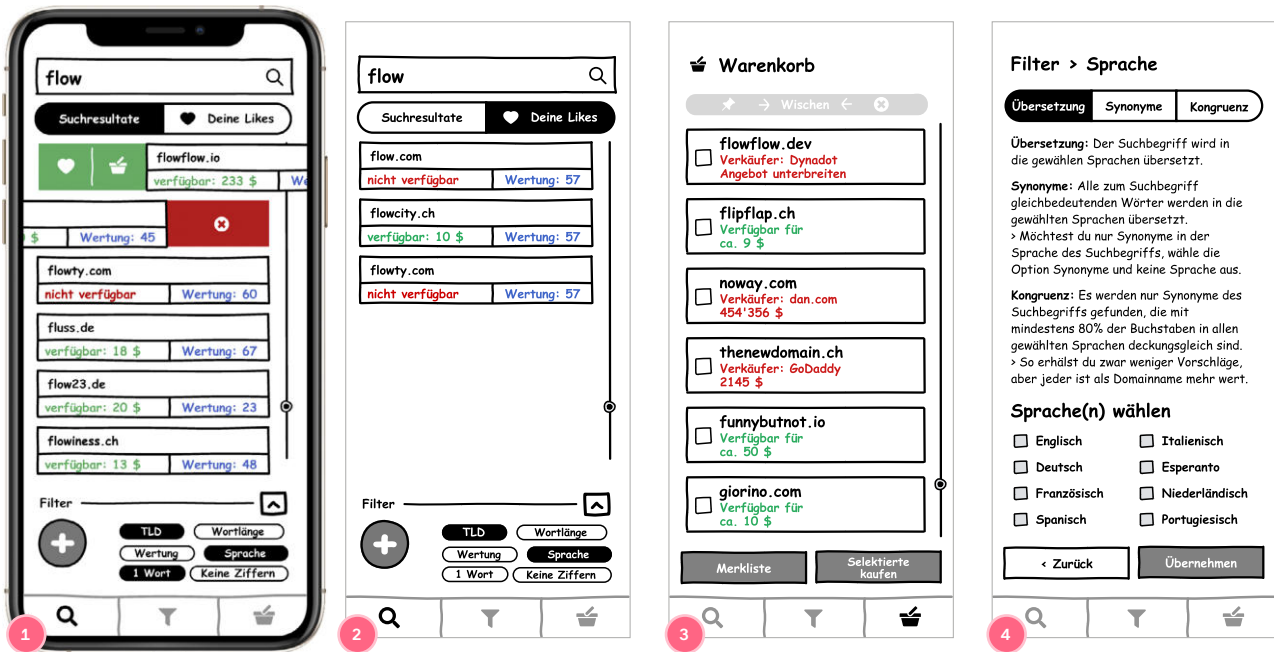 flow
Suchresultate
Deine Likes
flowflow.io
verfügbar: 233 $
We
$
Wertung: 45
flowty.com
nicht verfügbar
Wertung: 60
fluss.de
verfügbar: 18 $
Wertung: 67
flow23.de
verfügbar: 20 $
Wertung: 23
flowiness.ch
verfügbar: 13 $
Wertung: 48
Filter
TLD
Wortlänge
Wertung
Sprache
1 Wort
Keine Ziffern
1
flow
Suchresultate
Deine Likes
flow.com
nicht verfügbar
Wertung: 57
flowcity.ch
verfügbar: 10 $
Wertung: 57
flowty.com
nicht verfügbar
Wertung: 57
Filter
TLD
Wortlänge
Wertung
Sprache
1 Wort
Keine Ziffern
2
Warenkorb
→ Wischen ←
flowflow.dev
Verkäufer: Dynadot
Angebot unterbreiten
flipflap.ch
Verfügbar für
ca. 9 $
noway.com
Verkäufer: dan.com
454'356 $
thenewdomain.ch
Verkäufer: GoDaddy
2145 $
funnybutnot.io
Verfügbar für
ca. 50 $
giorino.com
Verfügbar für
ca. 10 $
Merkliste
Selektierte
kaufen
3
Filter > Sprache
Übersetzung
Synonyme
Kongruenz
Übersetzung: Der Suchbegriff wird in
die gewählen Sprachen übersetzt.
Synonyme: Alle zum Suchbegriff
gleichbedeutenden Wörter werden in die
gewählten Sprachen übersetzt.
> Möchtest du nur Synonyme in der
Sprache des Suchbegriffs, wähle die
Option Synonyme und keine Sprache aus.
Kongruenz: Es werden nur Synonyme des
Suchbegriffs gefunden, die mit
mindestens 80% der Buchstaben in allen
gewählten Sprachen deckungsgleich sind.
> So erhälst du zwar weniger Vorschläge,
aber jeder ist als Domainname mehr wert.
Sprache(n) wählen
Englisch
Italienisch
Deutsch
Esperanto
Französisch
Niederländisch
Spanisch
Portugiesisch
< Zurück
Übernehmen
4